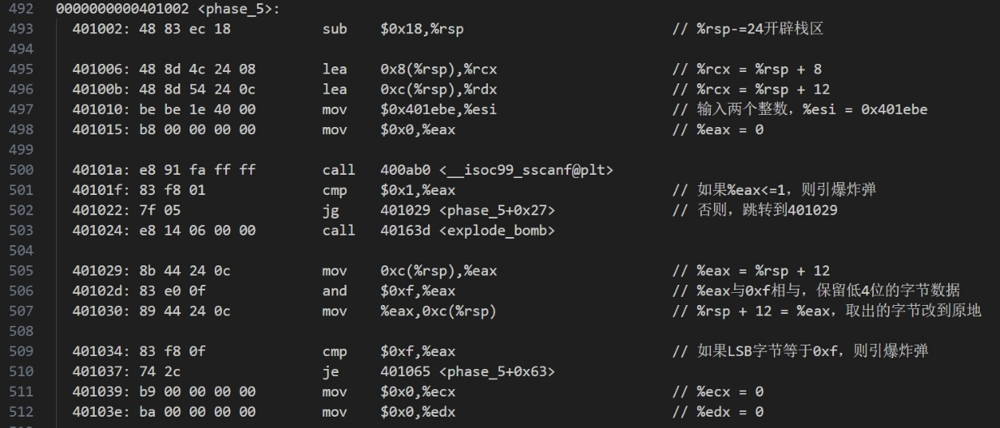 492 0000000000401002 <phase_5>:
493 401002: 48 83 ec 18 sub $0x18,%rsp // %rsp-=24开辟栈区
494
495 401006: 48 8d 4c 24 08 lea 0x8(%rsp),%rcx // %rcx = %rsp + 8
496 40100b: 48 8d 54 24 0c lea 0xc(%rsp),%rdx // %rcx = %rsp + 12
497 401010: be be 1e 40 00 mov $0x401ebe,%esi // 输入两个整数，%esi = 0x401ebe
498 401015: b8 00 00 00 00 mov $0x0,%eax // %eax = 0
499
500 40101a: e8 91 fa ff ff call 400ab0 <__isoc99_sscanf@plt>
501 40101f: 83 f8 01 cmp $0x1,%eax // 如果%eax<=1，则引爆炸弹
502 401022: 7f 05 jg 401029 <phase_5+0x27> // 否则，跳转到401029
503 401024: e8 14 06 00 00 call 40163d <explode_bomb>
504
505 401029: 8b 44 24 0c mov 0xc(%rsp),%eax // %eax = %rsp + 12
506 40102d: 83 e0 0f and $0xf,%eax // %eax与0xf相与，保留低4位的字节数据
507 401030: 89 44 24 0c mov %eax,0xc(%rsp) // %rsp + 12 = %eax，取出的字节改到原地
508
509 401034: 83 f8 0f cmp $0xf,%eax // 如果LSB字节等于0xf，则引爆炸弹
510 401037: 74 2c je 401065 <phase_5+0x63>
511 401039: b9 00 00 00 00 mov $0x0,%ecx // %ecx = 0
512 40103e: ba 00 00 00 00 mov $0x0,%edx // %edx = 0